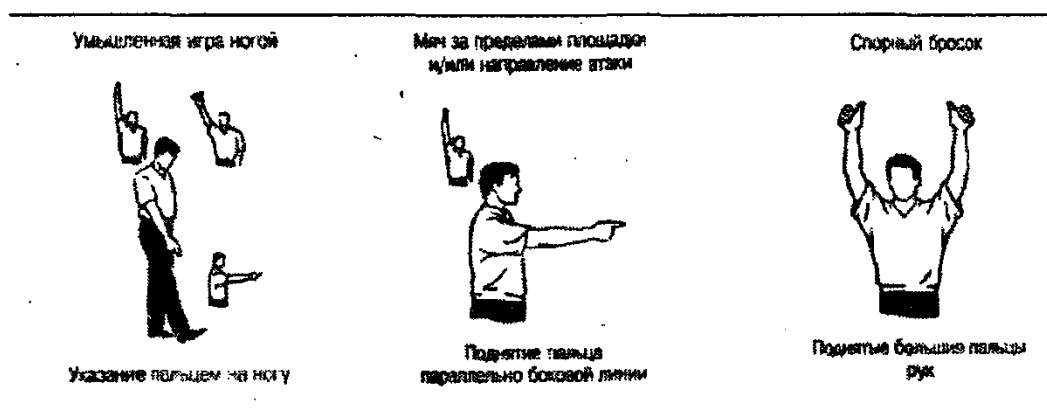 Умышленная игра ногой
Мяч за пределами площадки
и/или направление атаки
Спорный бросок
Указание пальцем на ногу
Поднятие пальца
параллельно боковой линии
Поднятые большие пальцы
рук